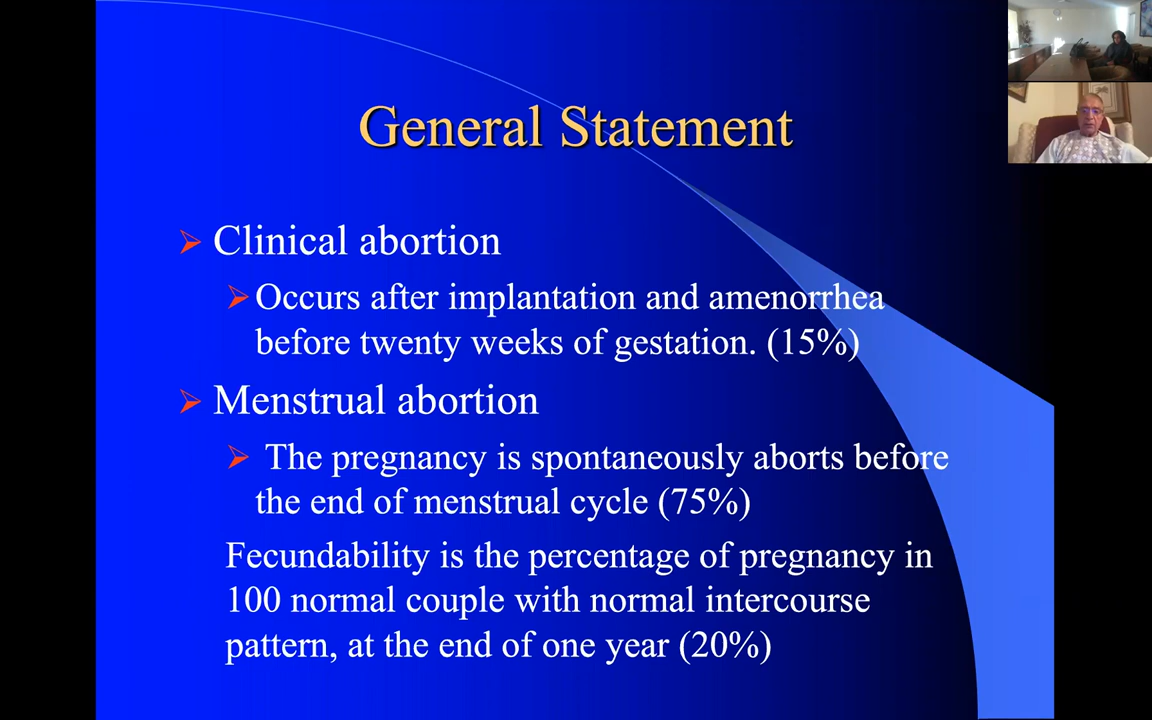 General Statement
Clinical abortion
Occurs after implantation and amenorrhea
before twenty weeks of gestation. (15%)
Menstrual abortion
The pregnancy is spontaneously aborts before
the end of menstrual cycle (75%)
Fecundability is the percentage of pregnancy in
100 normal couple with normal intercourse
pattern, at the end of one year (20%)